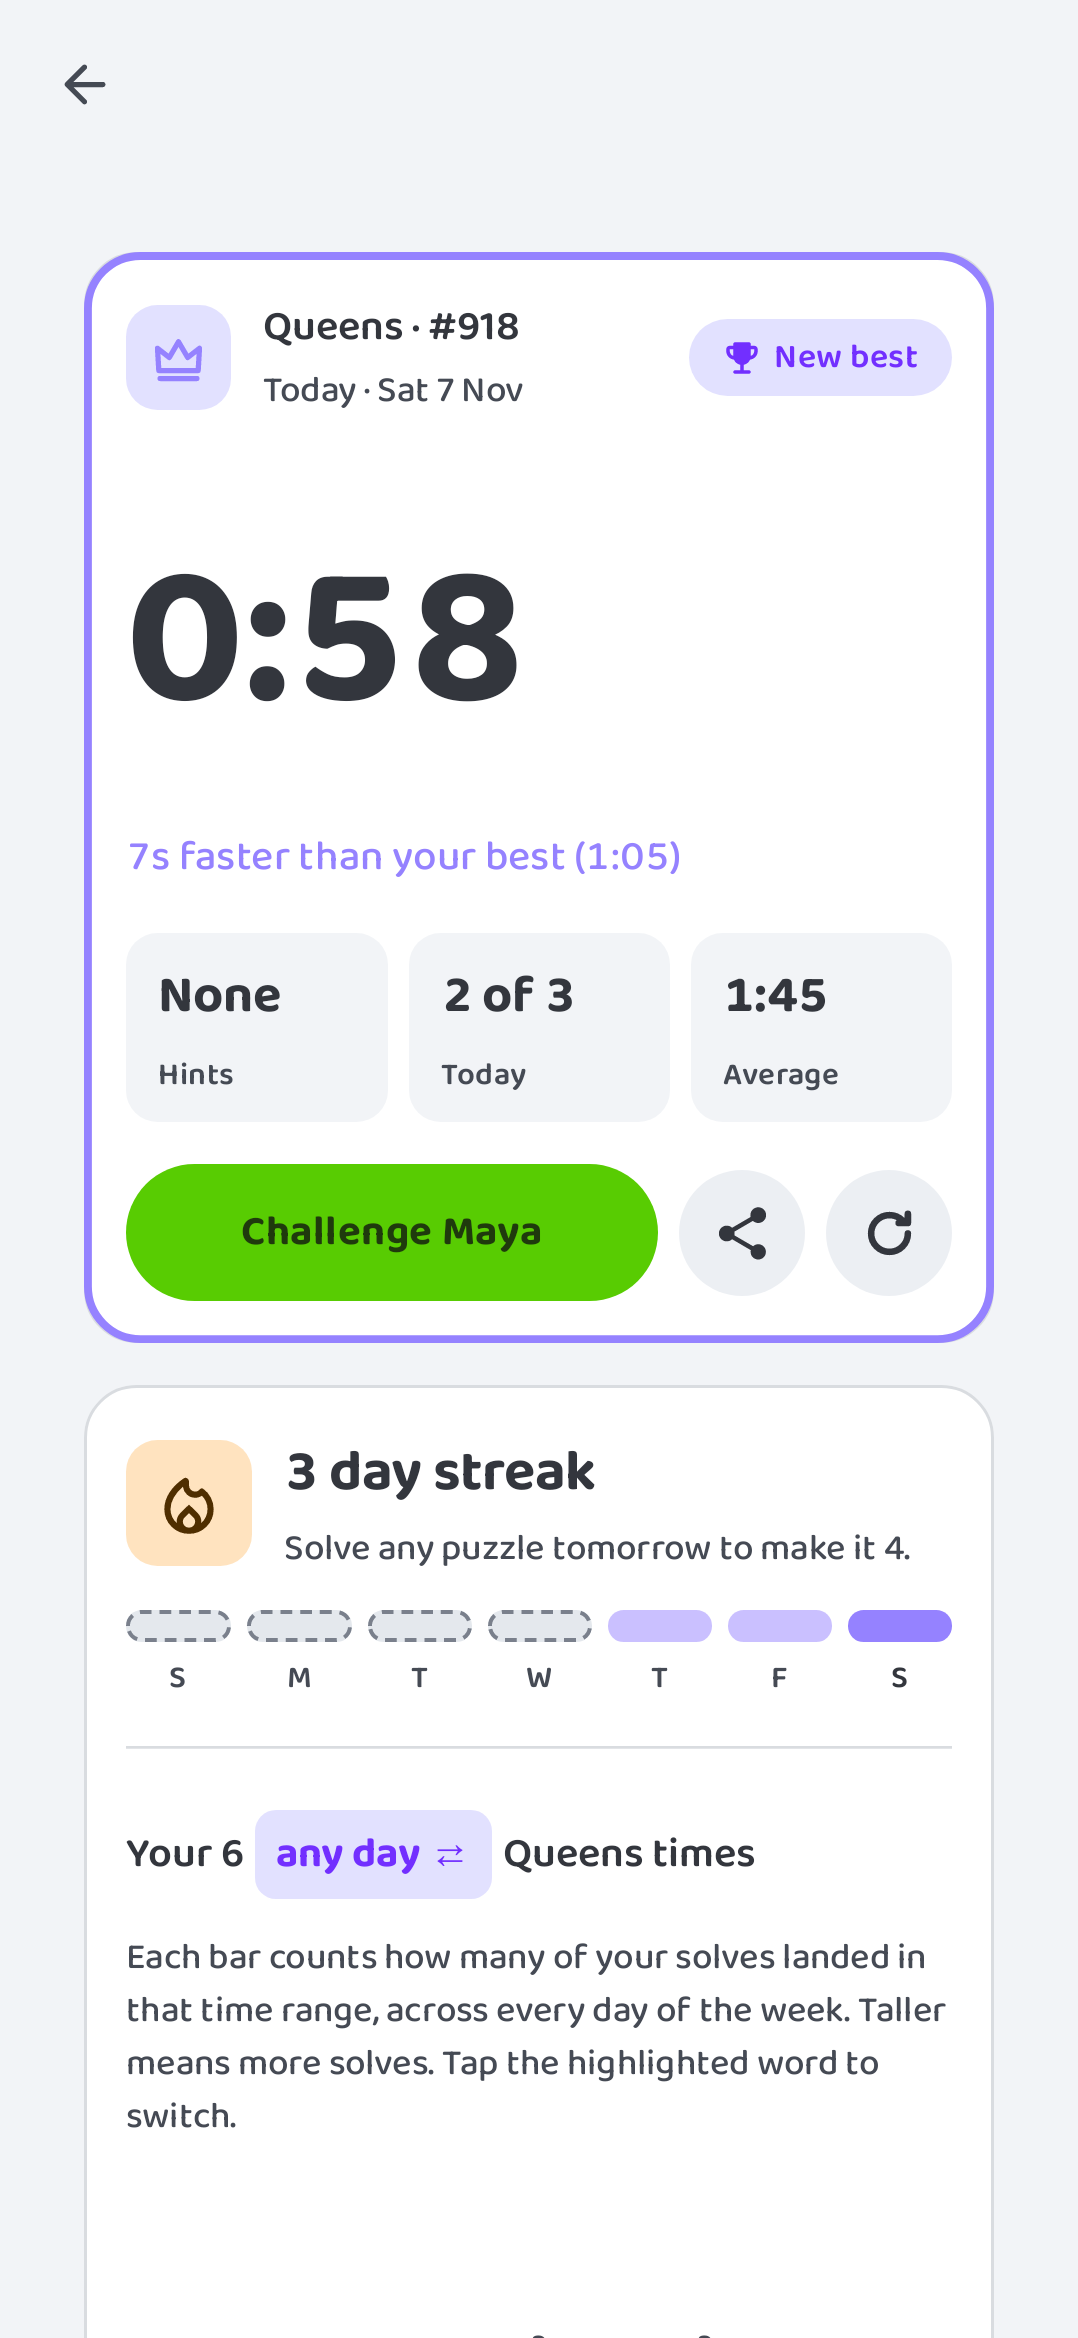 Queens · #918
Today · Sat 7 Nov
New best
0:58
7s faster than your best (1:05)
None
Hints
2 of 3
Today
1:45
Average
Challenge Maya
3 day streak
Solve any puzzle tomorrow to make it 4.
S M T W T F S
Your 6 any day Queens times
Each bar counts how many of your solves landed in
that time range, across every day of the week. Taller
means more solves. Tap the highlighted word to
switch.